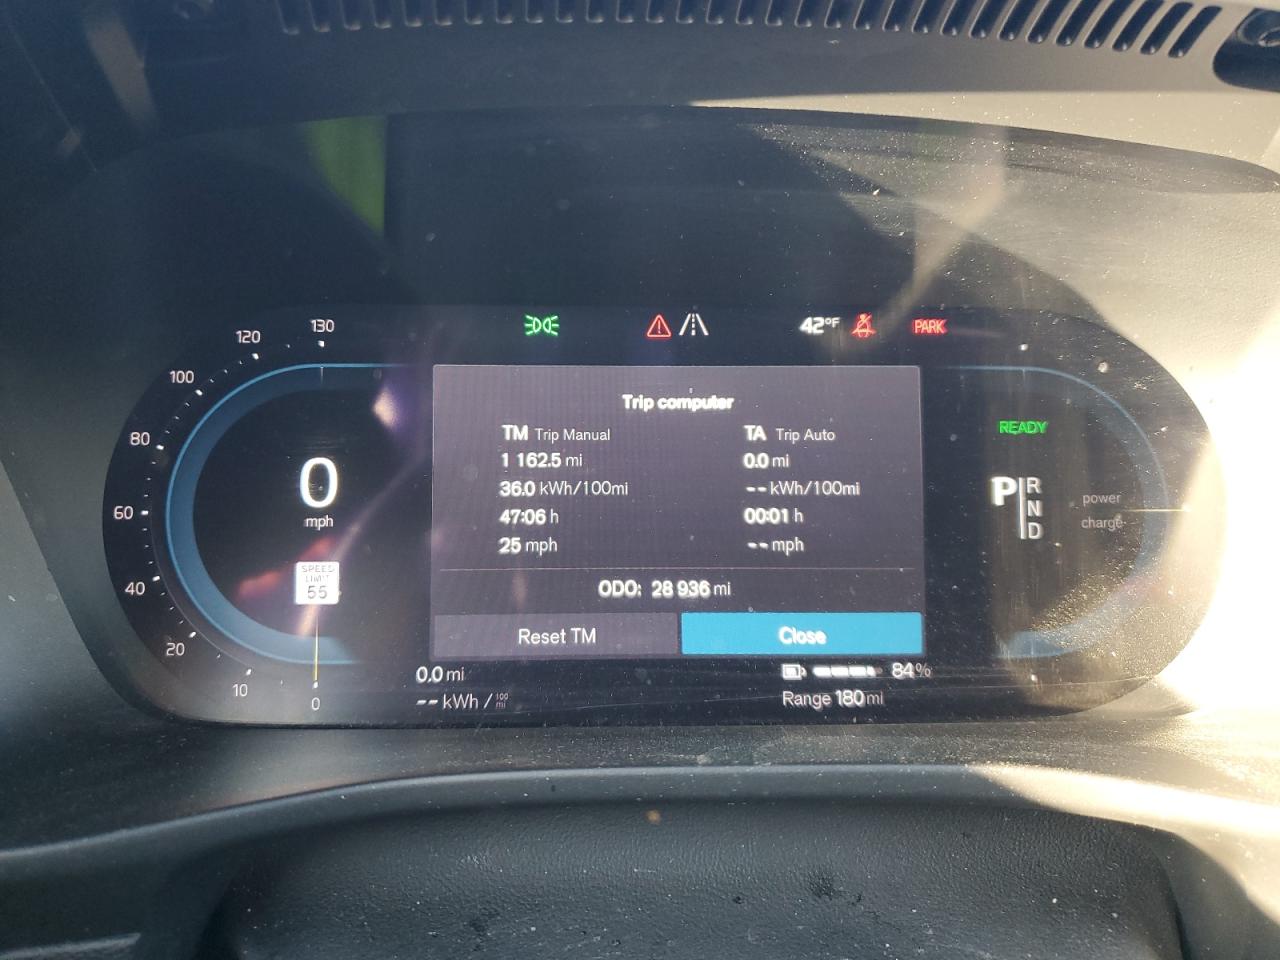 120
130
100
80
60
40
20
10
0
0
mph
SPEED
LIMIT
55
42°F
PARK
Trip computer
TM Trip Manual
1 162.5 mi
36.0 kWh/100mi
47:06 h
25 mph
TA Trip Auto
0.0 mi
-- kWh/100mi
00:01 h
-- mph
ODO: 28 936 mi
Reset TM
Close
0.0 mi
-- kWh / 100 mi
84%
Range 180 mi
READY
P R
N
D
power
charge